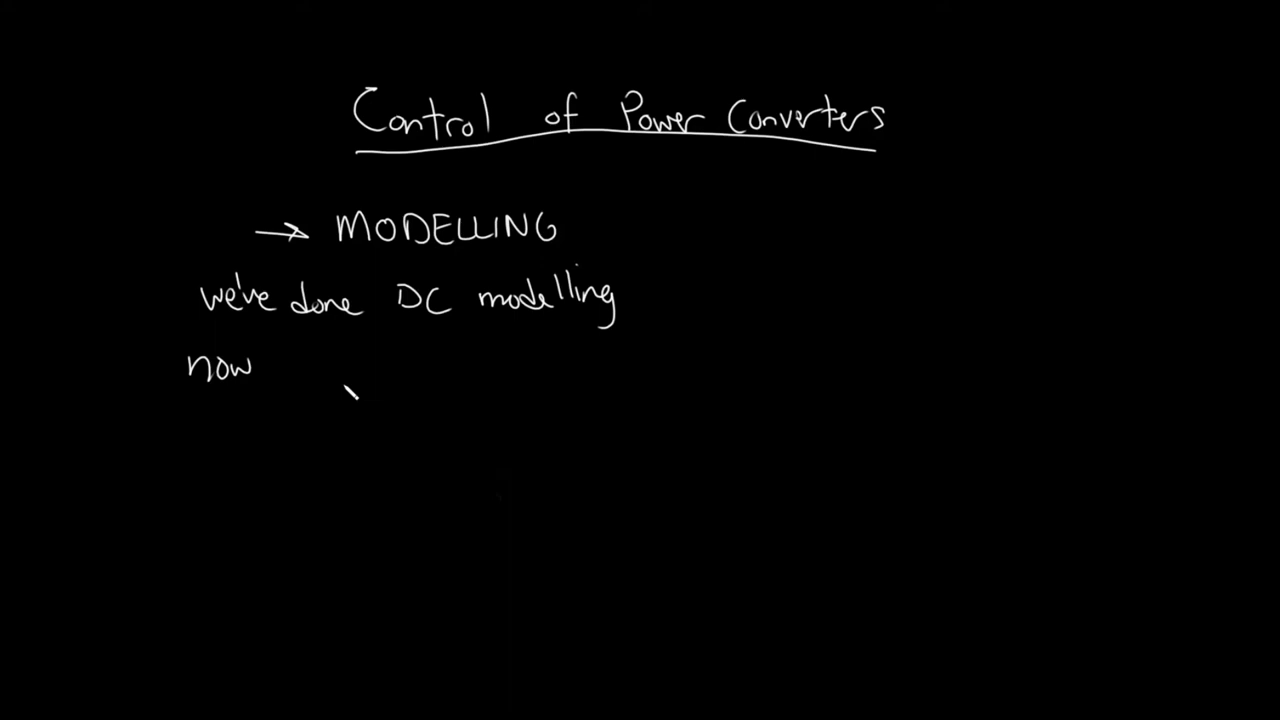 Control of Power Converters
→ MODELLING
we've done DC modelling
now